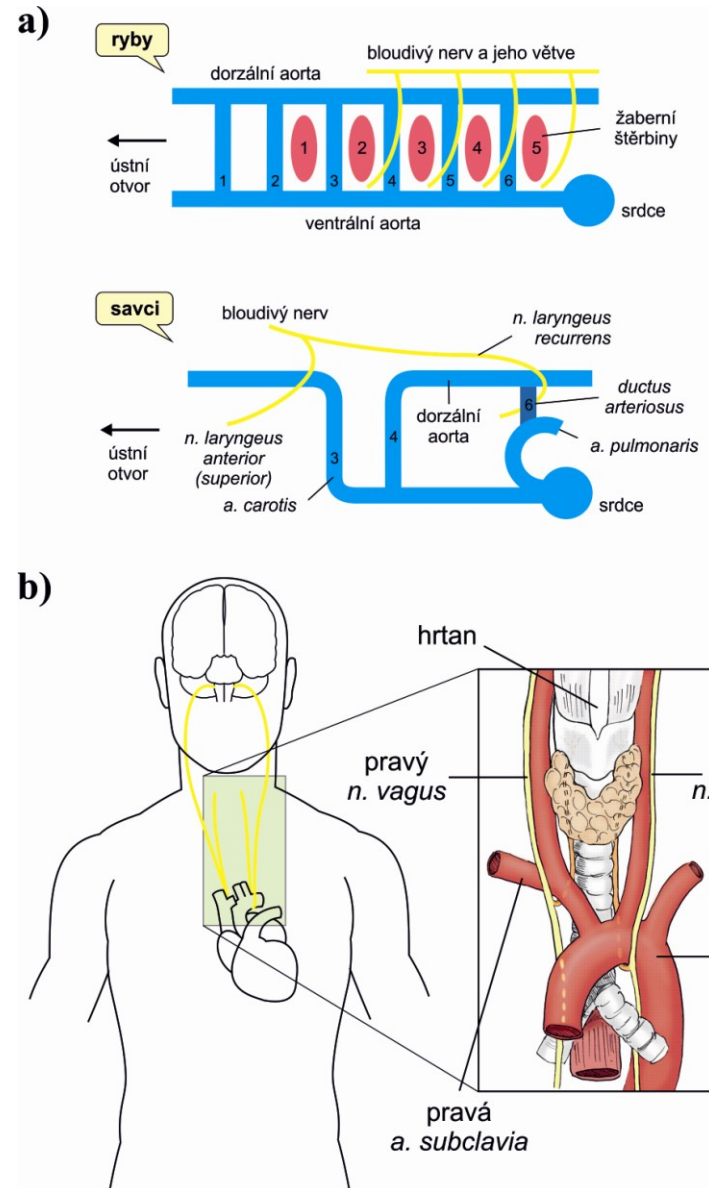 a)
ryby
bloudivý nerv a jeho větve
dorzální aorta
žaberní
štěrbiny
ústní
otvor
1
2
3
4
5
1
2
3
4
5
6
ventrální aorta
srdce
savci
bloudivý nerv
n. laryngeus
recurrens
ductus
arteriosus
6
dorzální
aorta
a. pulmonaris
ústní
otvor
n. laryngeus
anterior
(superior)
3
4
a. carotis
srdce
b)
hrtan
pravý
n. vagus
n.
pravá
a. subclavia